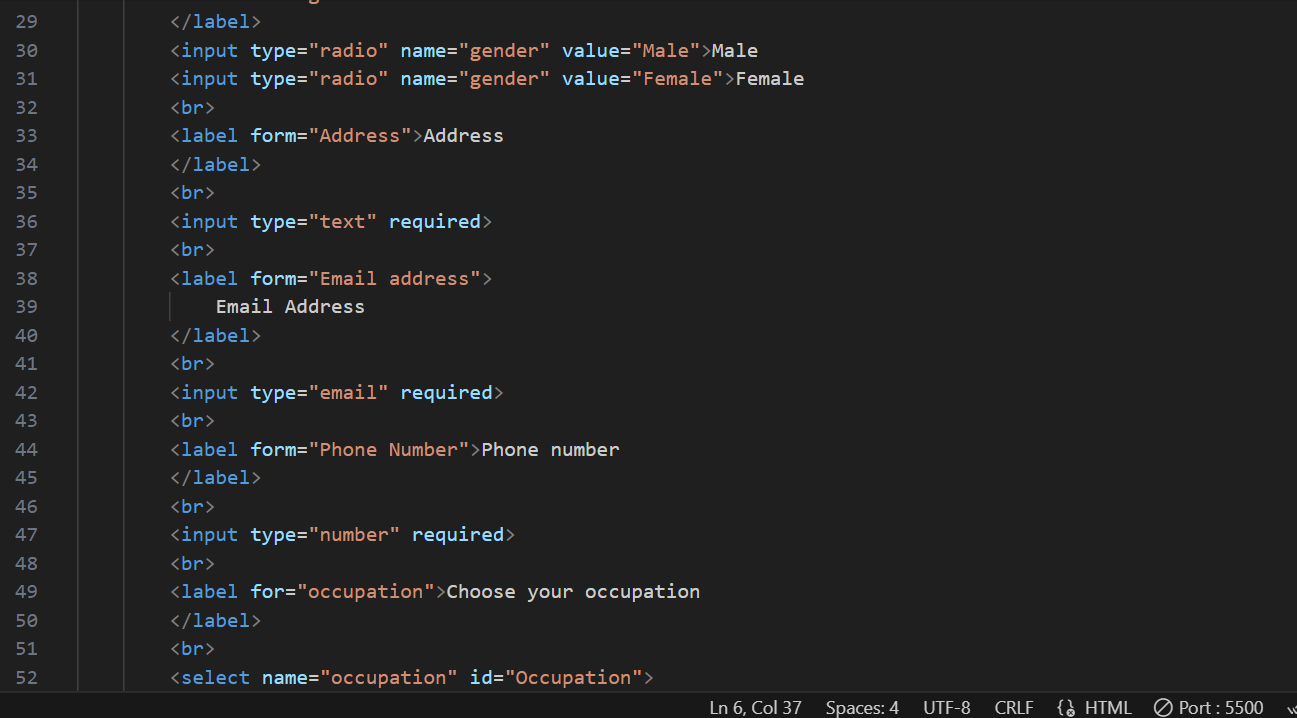 29 </label>
30 <input type="radio" name="gender" value="Male">Male
31 <input type="radio" name="gender" value="Female">Female
32 <br>
33 <label form="Address">Address
34 </label>
35 <br>
36 <input type="text" required>
37 <br>
38 <label form="Email address">
39 Email Address
40 </label>
41 <br>
42 <input type="email" required>
43 <br>
44 <label form="Phone Number">Phone number
45 </label>
46 <br>
47 <input type="number" required>
48 <br>
49 <label for="occupation">Choose your occupation
50 </label>
51 <br>
52 <select name="occupation" id="Occupation">
Ln 6, Col 37 Spaces: 4 UTF-8 CRLF HTML Port : 5500